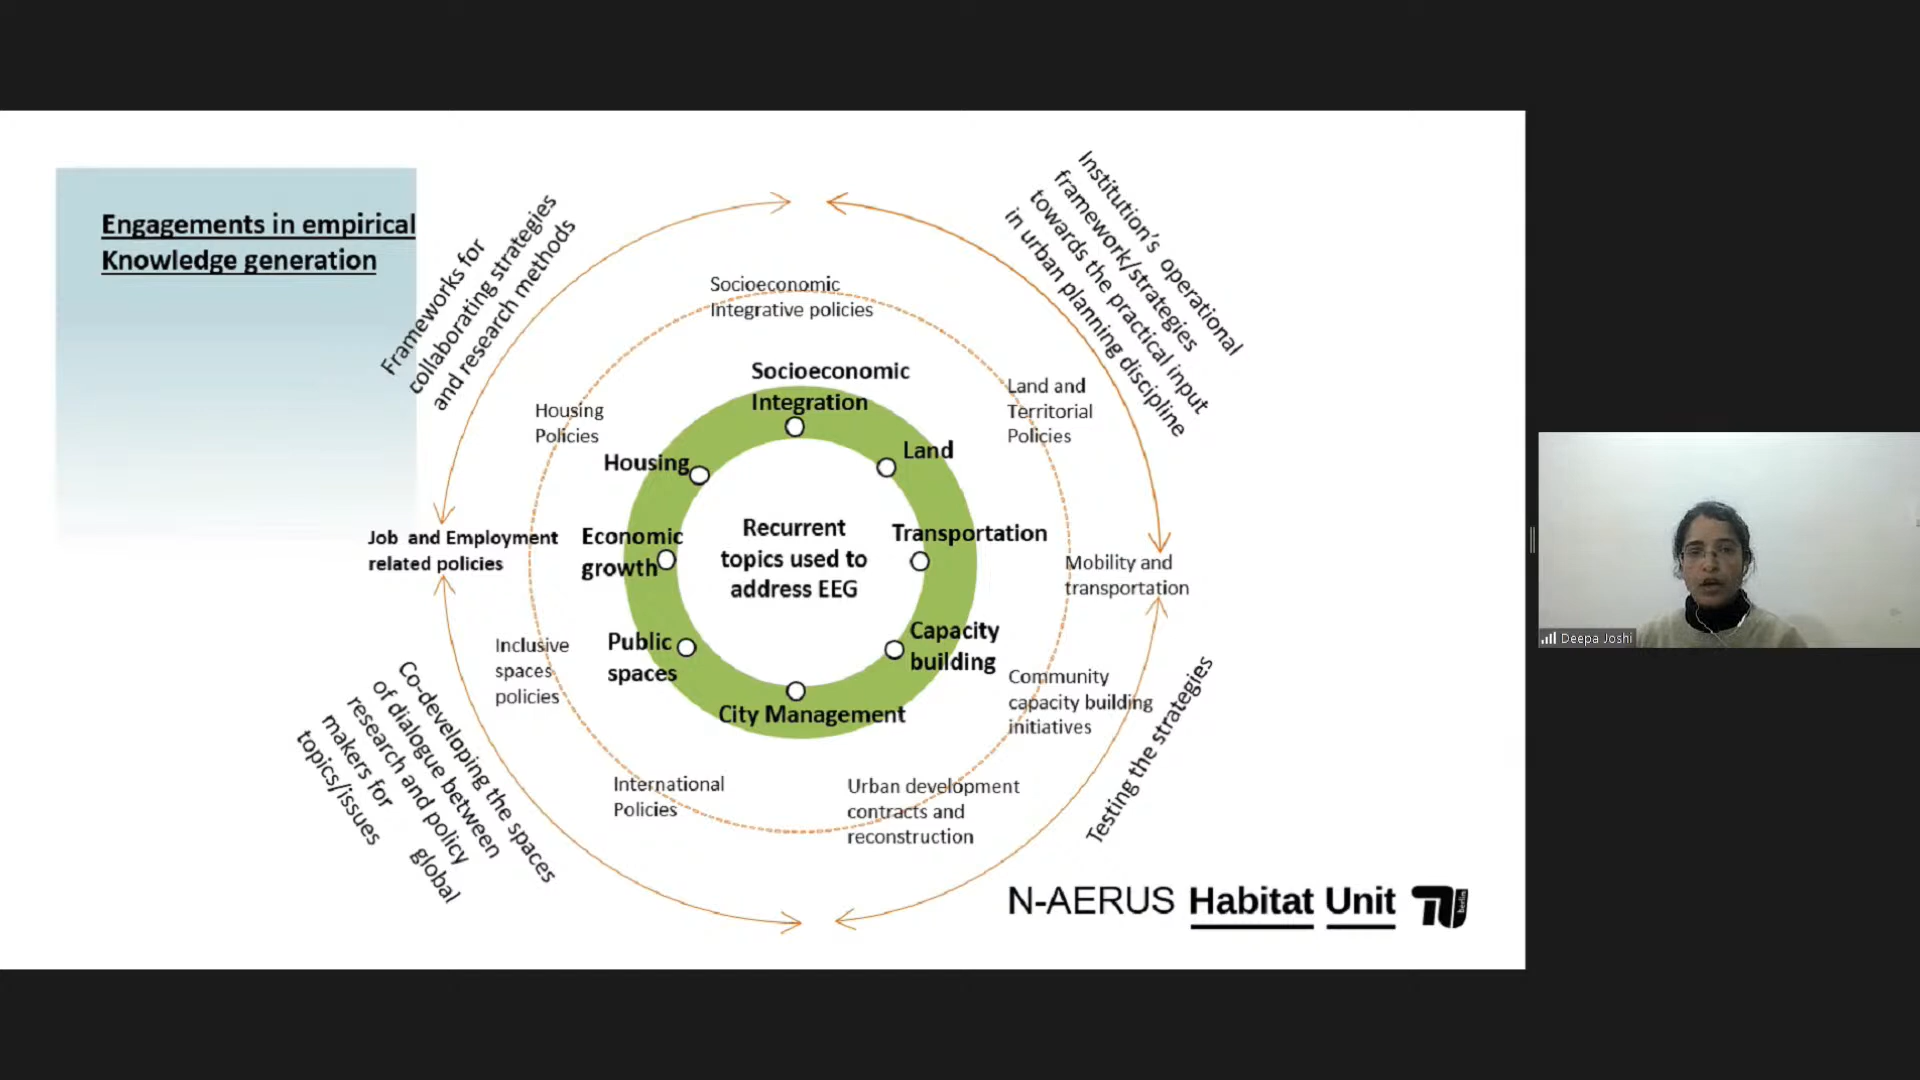 Engagements in empirical
Knowledge generation
Frameworks for
collaborating strategies
and research methods
Institution's operational
framework/strategies
towards the practical input
in urban planning discipline
Socioeconomic
Integrative policies
Socioeconomic
Integration
Housing
Policies
Land and
Territorial
Policies
Housing
Land
Recurrent
topics used to
address EEG
Economic
growth
Transportation
Job and Employment
related policies
Mobility and
transportation
Public
spaces
Capacity
building
Inclusive
spaces
policies
Community
capacity building
initiatives
City Management
International
Policies
Urban development
contracts and
reconstruction
Co-developing the spaces
of dialogue between
research and policy
makers for global
topics/issues
Testing the strategies
N-AERUS Habitat Unit
berlin
Deepa Joshi